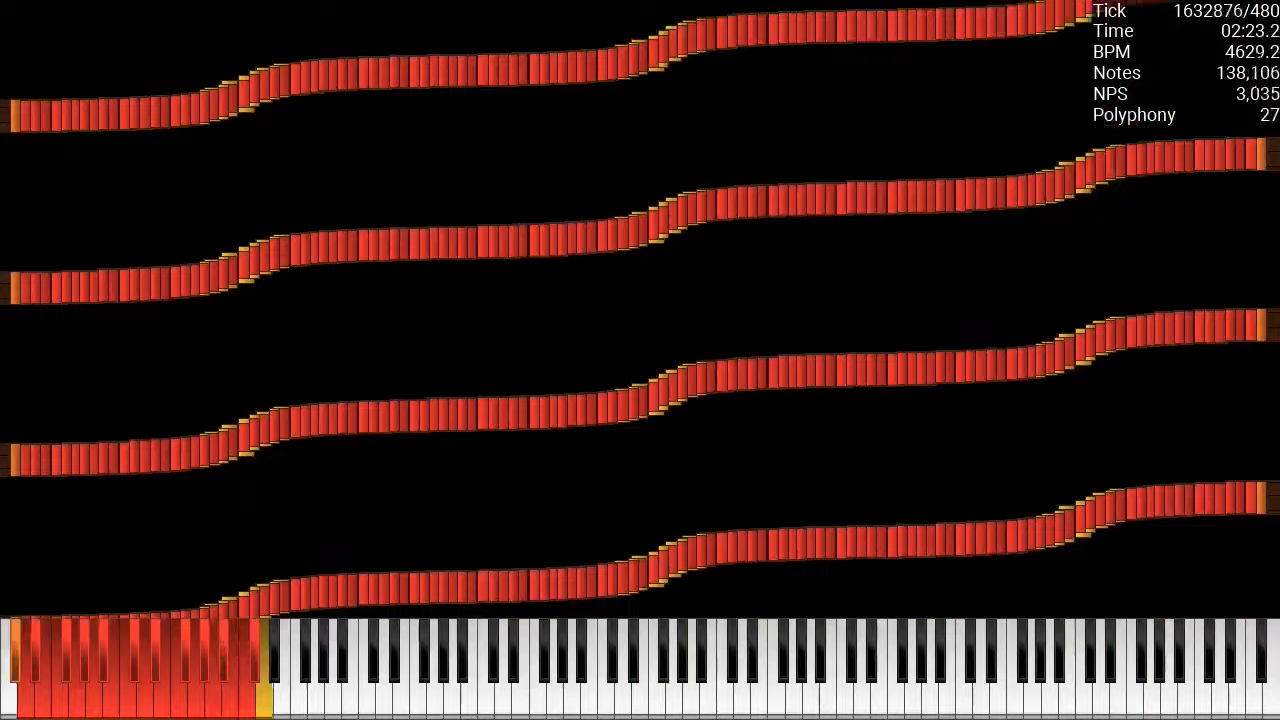 Tick 1632876/480
Time 02:23.2
BPM 4629.2
Notes 138,106
NPS 3,035
Polyphony 27